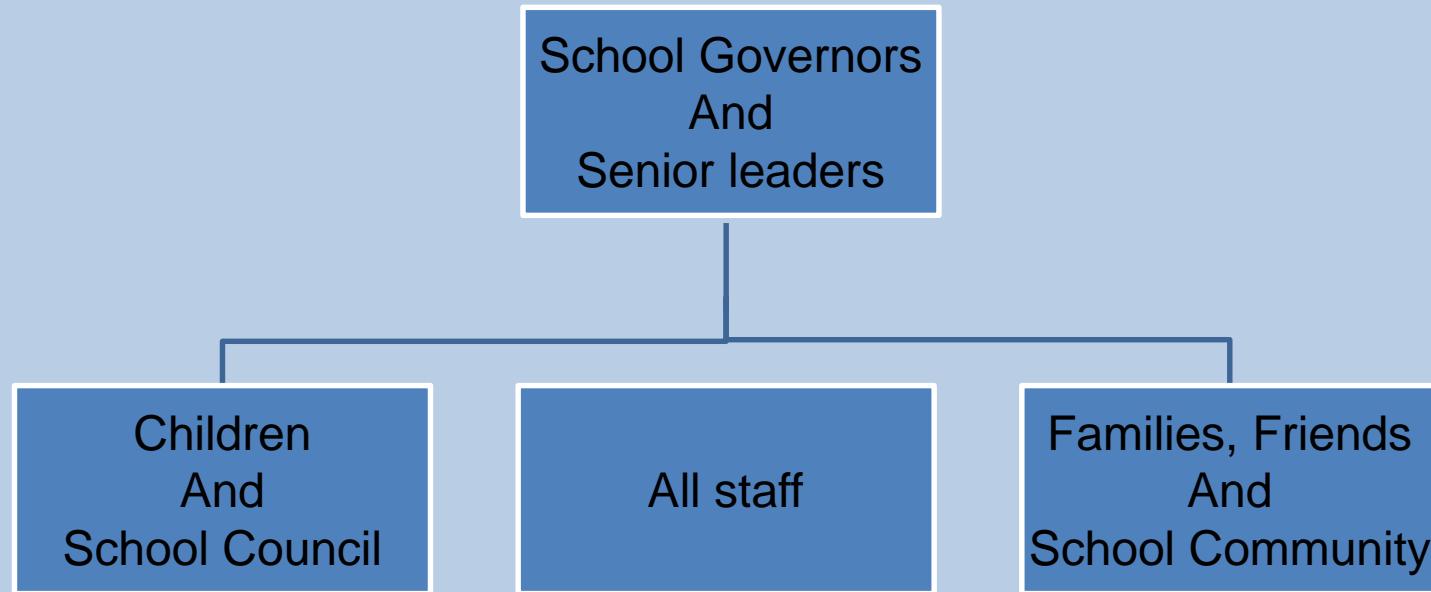 School Governors
And
Senior leaders
Children
And
School Council
All staff
Families, Friends
And
School Community